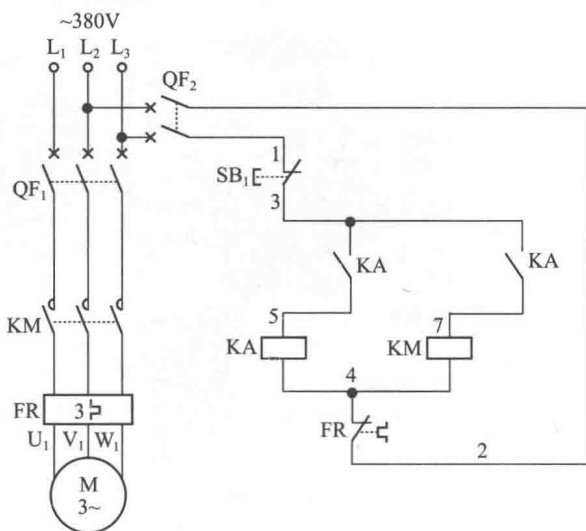 ~380V
L₁ L₂ L₃
QF₂
1
SB₁
3
QF₁
KA KA
5 7
KM
KA KM
4
FR 3
FR
U₁ V₁ W₁
2
M
3~